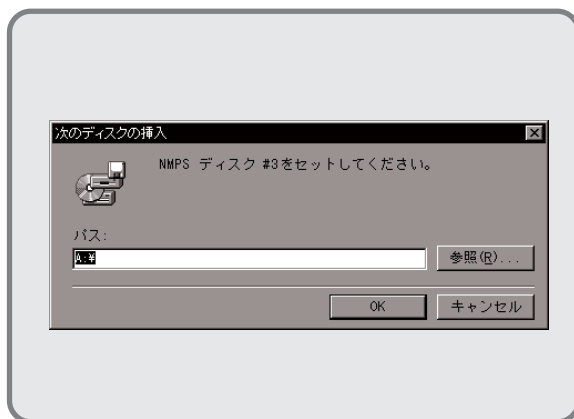 次のディスクの挿入
NMPS ディスク #3をセットしてください。
パス:
A:¥
参照(R)...
OK
キャンセル